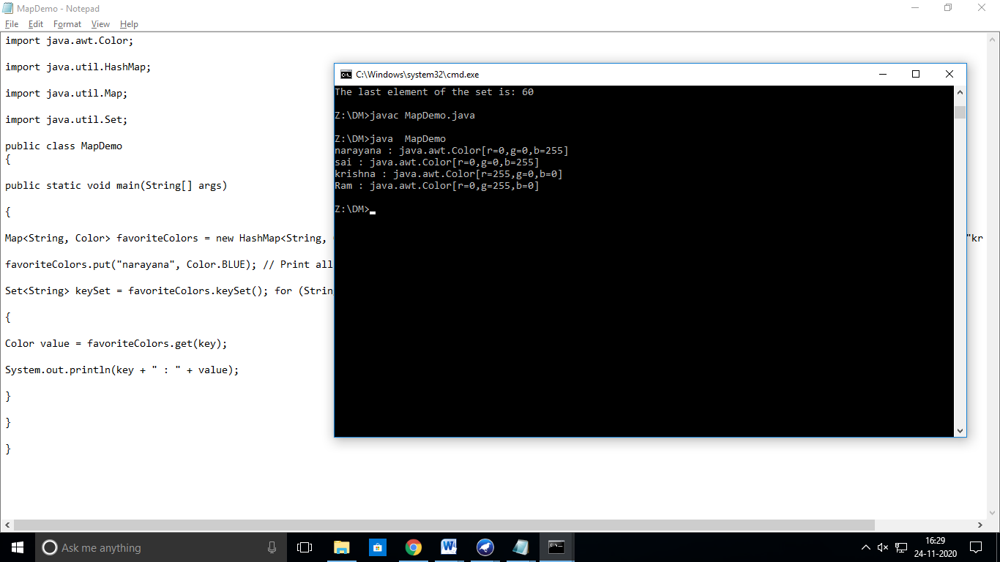 MapDemo - Notepad
File Edit Format View Help
import java.awt.Color;
import java.util.HashMap;
import java.util.Map;
import java.util.Set;
public class MapDemo
{
public static void main(String[] args)
{
Map<String, Color> favoriteColors = new HashMap<String, "kr
favoriteColors.put("narayana", Color.BLUE); // Print all
Set<String> keySet = favoriteColors.keySet(); for (Strin
{
Color value = favoriteColors.get(key);
System.out.println(key + " : " + value);
}
}
}
C:\Windows\system32\cmd.exe
The last element of the set is: 60
Z:\DM>javac MapDemo.java
Z:\DM>java  MapDemo
narayana : java.awt.Color[r=0,g=0,b=255]
sai : java.awt.Color[r=0,g=0,b=255]
krishna : java.awt.Color[r=255,g=0,b=0]
Ram : java.awt.Color[r=0,g=255,b=0]
Z:\DM>
Ask me anything
16:29
24-11-2020